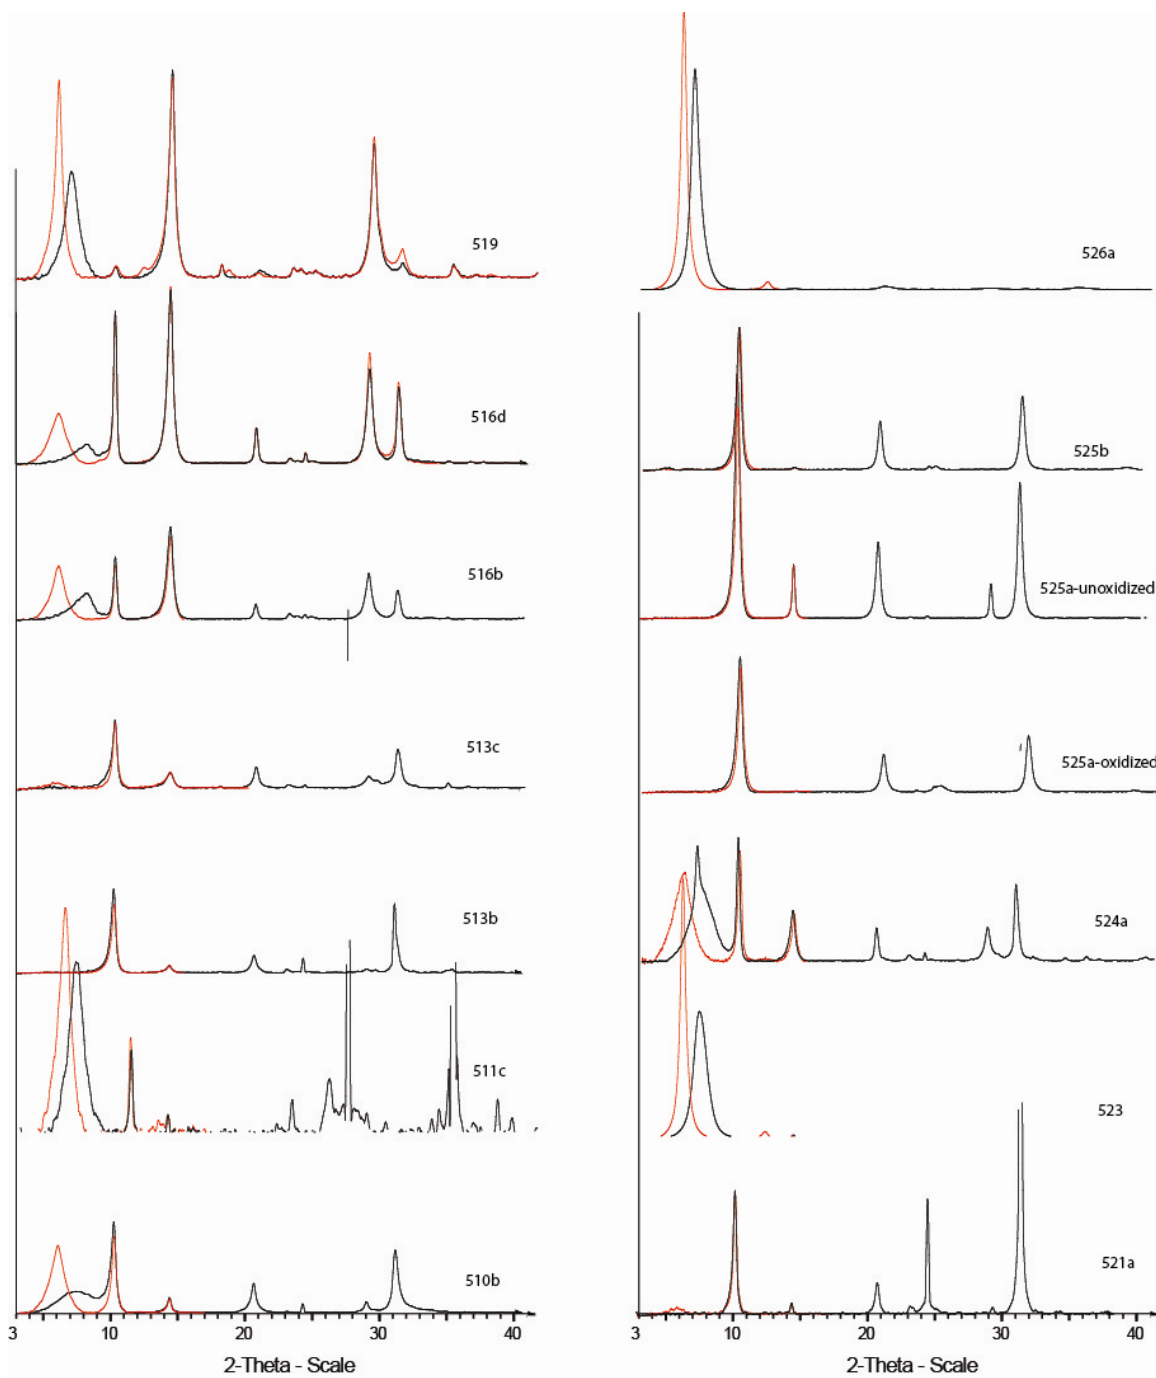 519
516d
516b
513c
513b
511c
510b
3 10 20 30 40
2-Theta - Scale
526a
525b
525a-unoxidized
525a-oxidized
524a
523
521a
3 10 20 30 40
2-Theta - Scale